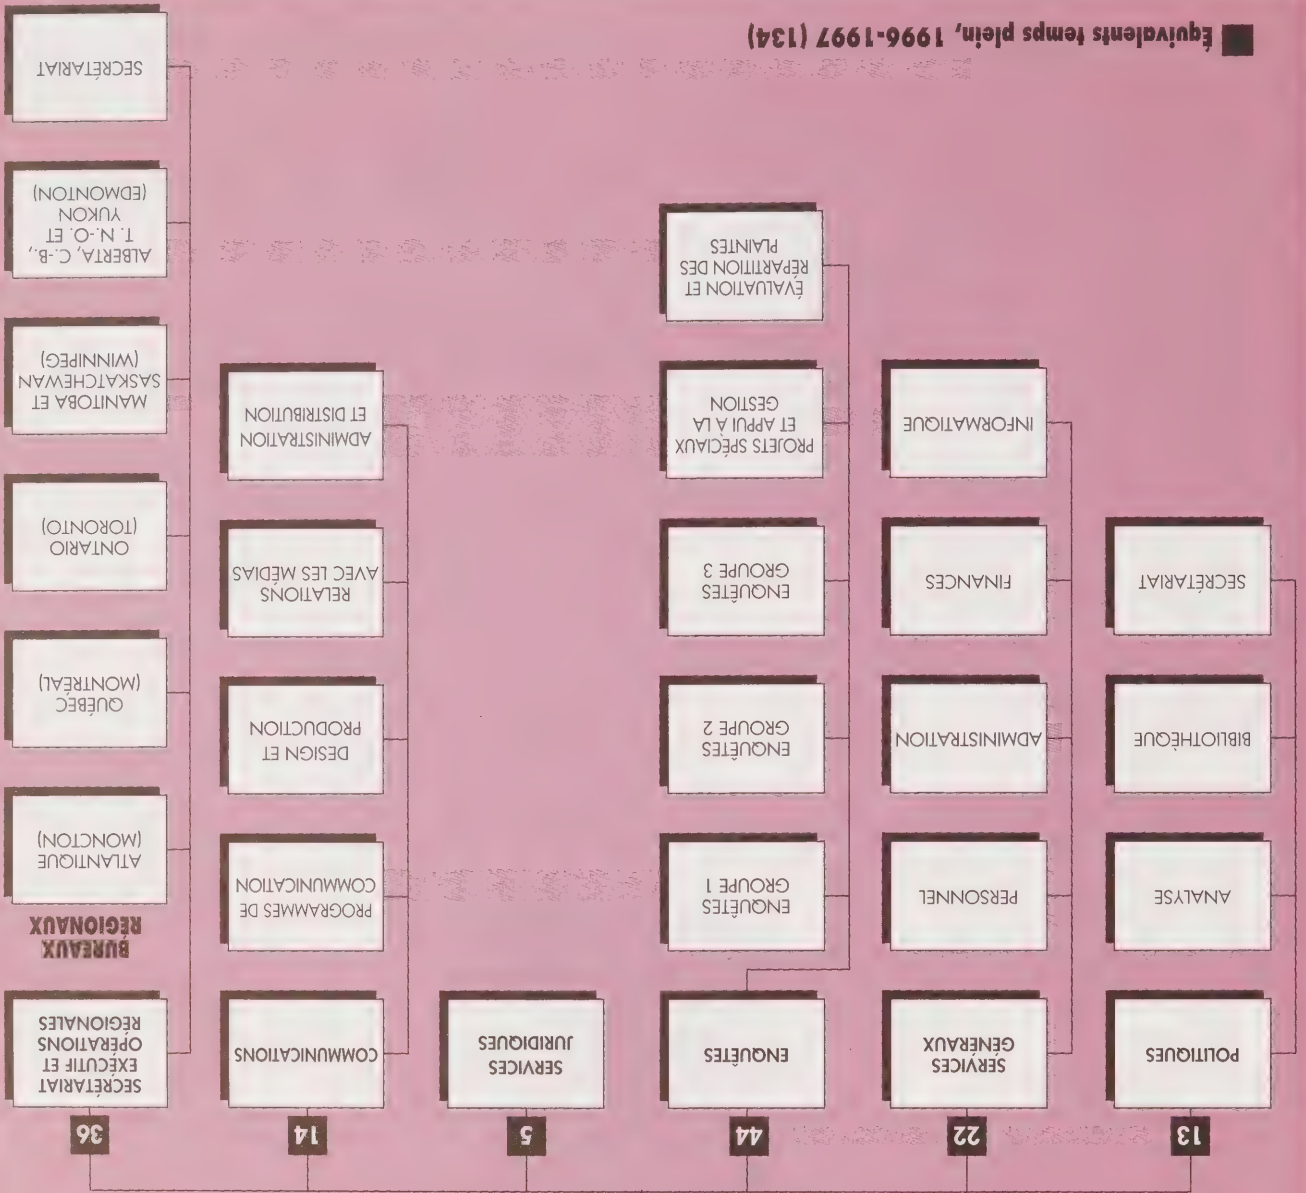 13
POLITIQUES
ANALYSE
BIBLIOTHÈQUE
SECRÉTARIAT
22
SERVICES
GÉNÉRAUX
PERSONNEL
ADMINISTRATION
FINANCES
INFORMATIQUE
44
ENQUÊTES
ENQUÊTES
GROUPE 1
ENQUÊTES
GROUPE 2
ENQUÊTES
GROUPE 3
PROJETS SPÉCIAUX
ET APPUI À LA
GESTION
ÉVALUATION ET
RÉPARTITION DES
PLAINTES
5
SERVICES
JURIDIQUES
14
COMMUNICATIONS
PROGRAMMES DE
COMMUNICATION
DESIGN ET
PRODUCTION
RELATIONS
AVEC LES MÉDIAS
ADMINISTRATION
ET DISTRIBUTION
36
SECRÉTARIAT
EXÉCUTIF ET
OPÉRATIONS
RÉGIONALES
BUREAUX
RÉGIONAUX
ATLANTIQUE
(MONCTON)
QUÉBEC
(MONTRÉAL)
ONTARIO
(TORONTO)
MANITOBA ET
SASKATCHEWAN
(WINNIPEG)
ALBERTA, C.-B.,
T. N.-O. ET
YUKON
(EDMONTON)
SECRÉTARIAT
Équivalents temps plein, 1996-1997 (134)